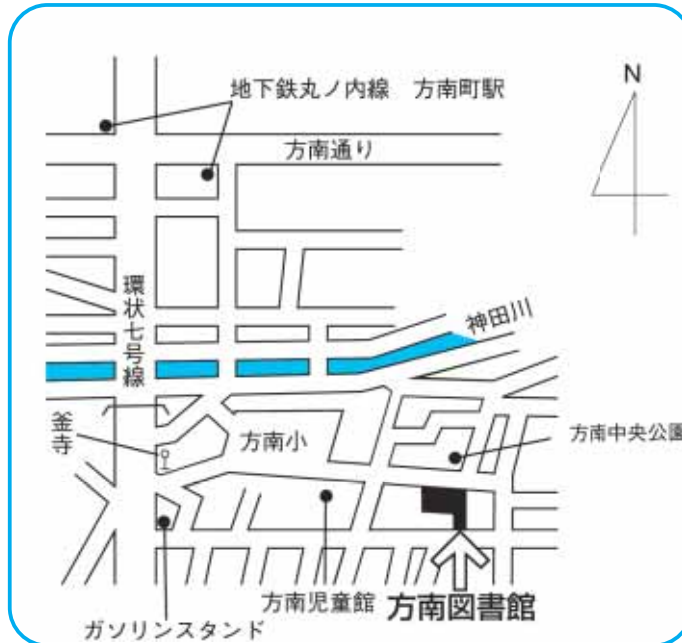 N
地下鉄丸ノ内線　方南町駅
方南通り
環状七号線
神田川
釜寺
方南小
方南中央公園
方南児童館
方南図書館
ガソリンスタンド